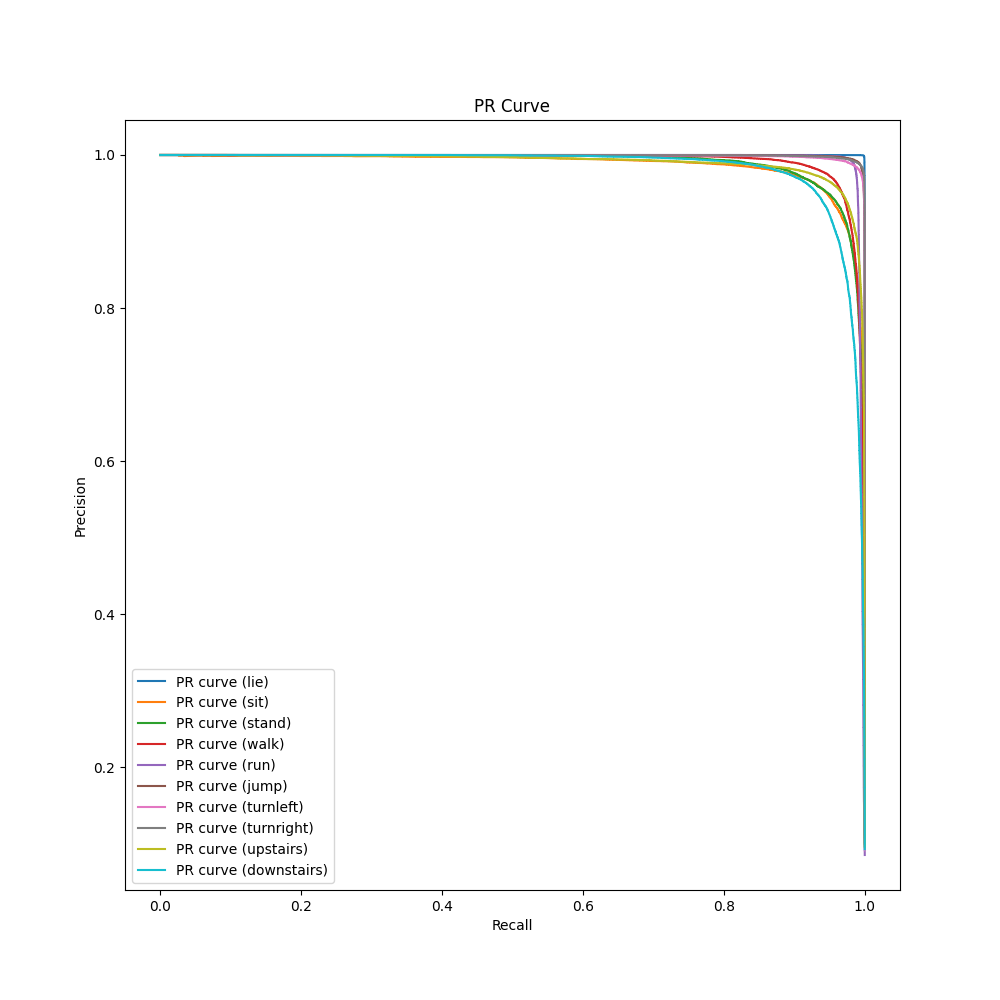 PR Curve
1.0
0.8
0.6
0.4
0.2
Precision
PR curve (lie)
PR curve (sit)
PR curve (stand)
PR curve (walk)
PR curve (run)
PR curve (jump)
PR curve (turnleft)
PR curve (turnright)
PR curve (upstairs)
PR curve (downstairs)
0.0 0.2 0.4 0.6 0.8 1.0
Recall